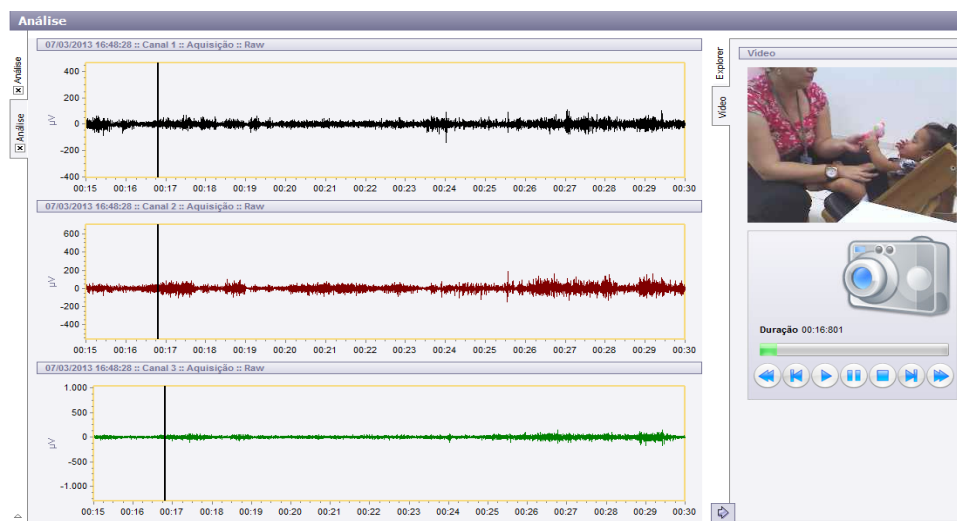 Análise
Análise
Análise
07/03/2013 16:48:28 :: Canal 1 :: Aquisição :: Raw
400
200
0
-200
-400
µV
00:15 00:16 00:17 00:18 00:19 00:20 00:21 00:22 00:23 00:24 00:25 00:26 00:27 00:28 00:29 00:30
07/03/2013 16:48:28 :: Canal 2 :: Aquisição :: Raw
600
400
200
0
-200
-400
µV
00:15 00:16 00:17 00:18 00:19 00:20 00:21 00:22 00:23 00:24 00:25 00:26 00:27 00:28 00:29 00:30
07/03/2013 16:48:28 :: Canal 3 :: Aquisição :: Raw
1.000
500
0
-500
-1.000
µV
00:15 00:16 00:17 00:18 00:19 00:20 00:21 00:22 00:23 00:24 00:25 00:26 00:27 00:28 00:29 00:30
Explorer
Vídeo
Vídeo
Duração 00:16:801